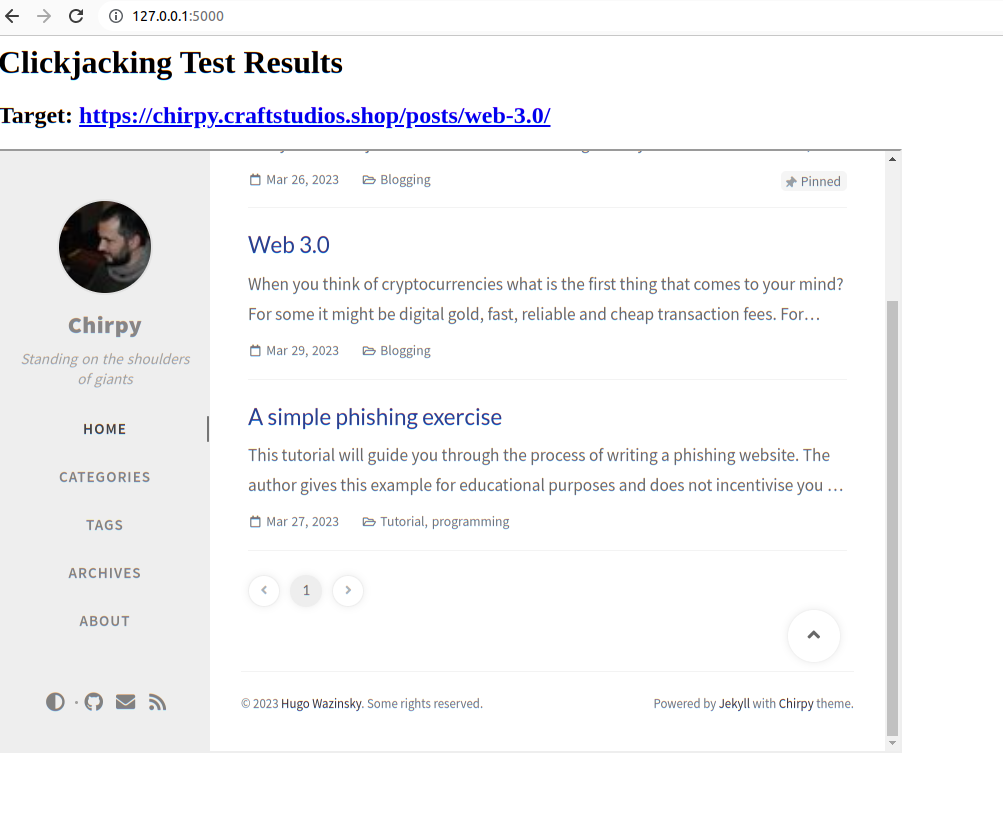 127.0.0.1:5000
Clickjacking Test Results
Target: https://chirpy.craftstudios.shop/posts/web-3.0/
Mar 26, 2023 Blogging Pinned
Chirpy
Standing on the shoulders
of giants
HOME
CATEGORIES
TAGS
ARCHIVES
ABOUT
Web 3.0
When you think of cryptocurrencies what is the first thing that comes to your mind?
For some it might be digital gold, fast, reliable and cheap transaction fees. For…
Mar 29, 2023 Blogging
A simple phishing exercise
This tutorial will guide you through the process of writing a phishing website. The
author gives this example for educational purposes and does not incentivise you …
Mar 27, 2023 Tutorial, programming
1
© 2023 Hugo Wazinsky. Some rights reserved.
Powered by Jekyll with Chirpy theme.